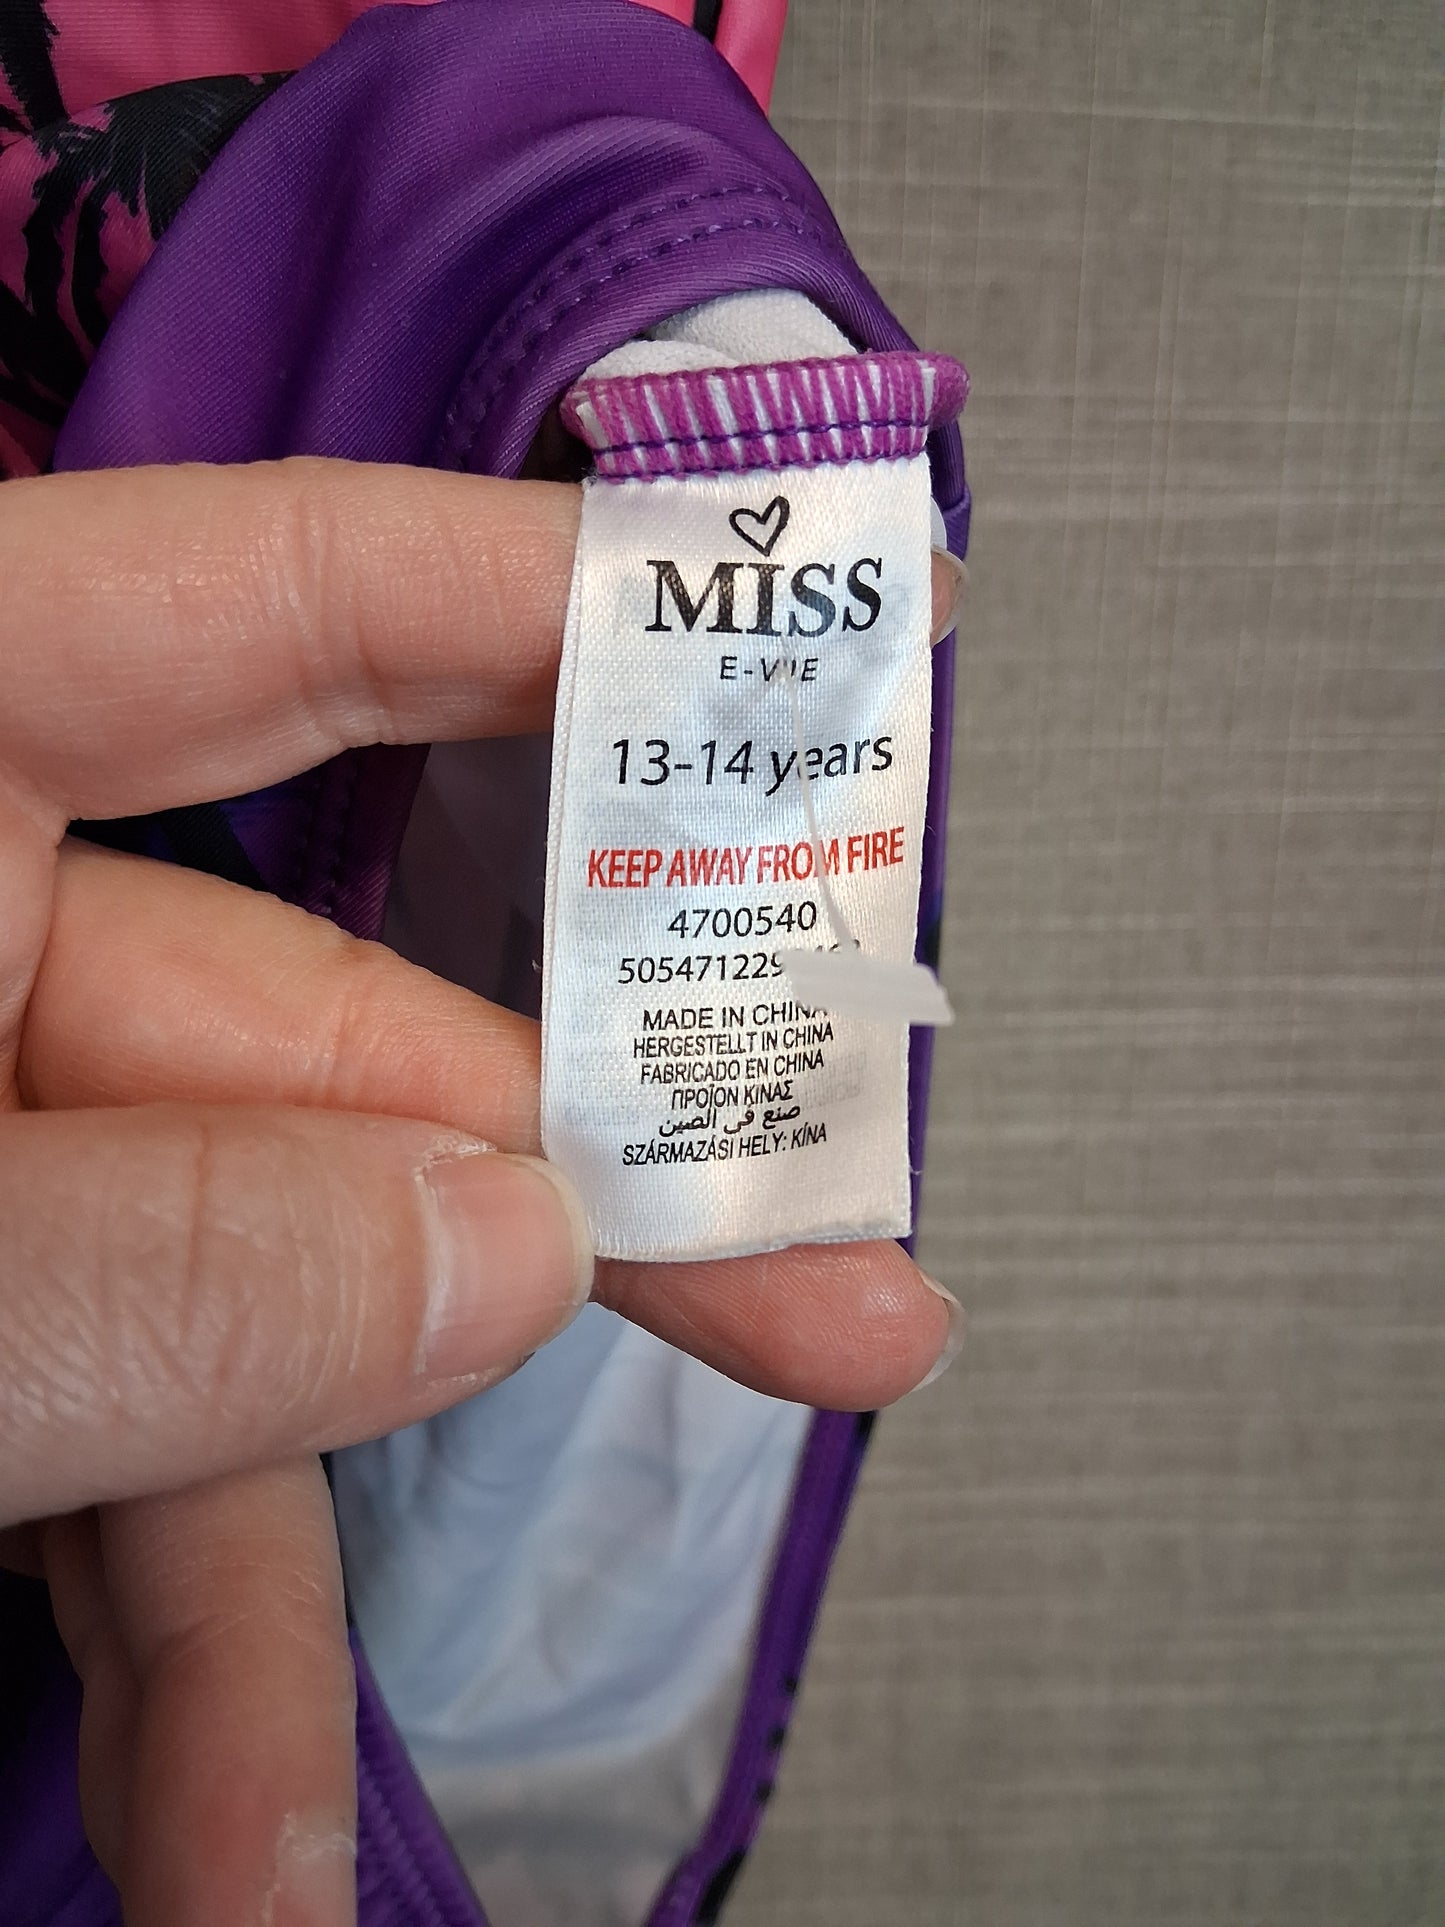 MISS
E-VIE
13-14 years
KEEP AWAY FROM FIRE
4700540
MADE IN CHINA
HERGESTELLT IN CHINA
FABRICADO EN CHINA
ΠΡΟΪΟΝ ΚΙΝΑΣ
صنع في الصين
SZÁRMAZÁSI HELY: KÍNA